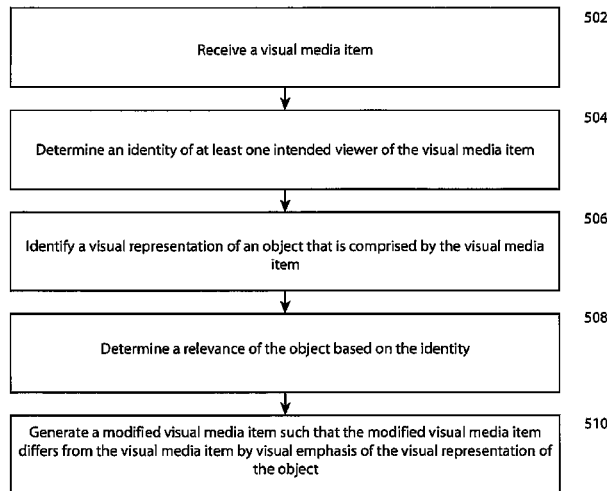 502
Receive a visual media item
504
Determine an identity of at least one intended viewer of the visual media item
506
Identify a visual representation of an object that is comprised by the visual media
item
508
Determine a relevance of the object based on the identity
510
Generate a modified visual media item such that the modified visual media item
differs from the visual media item by visual emphasis of the visual representation
of the object